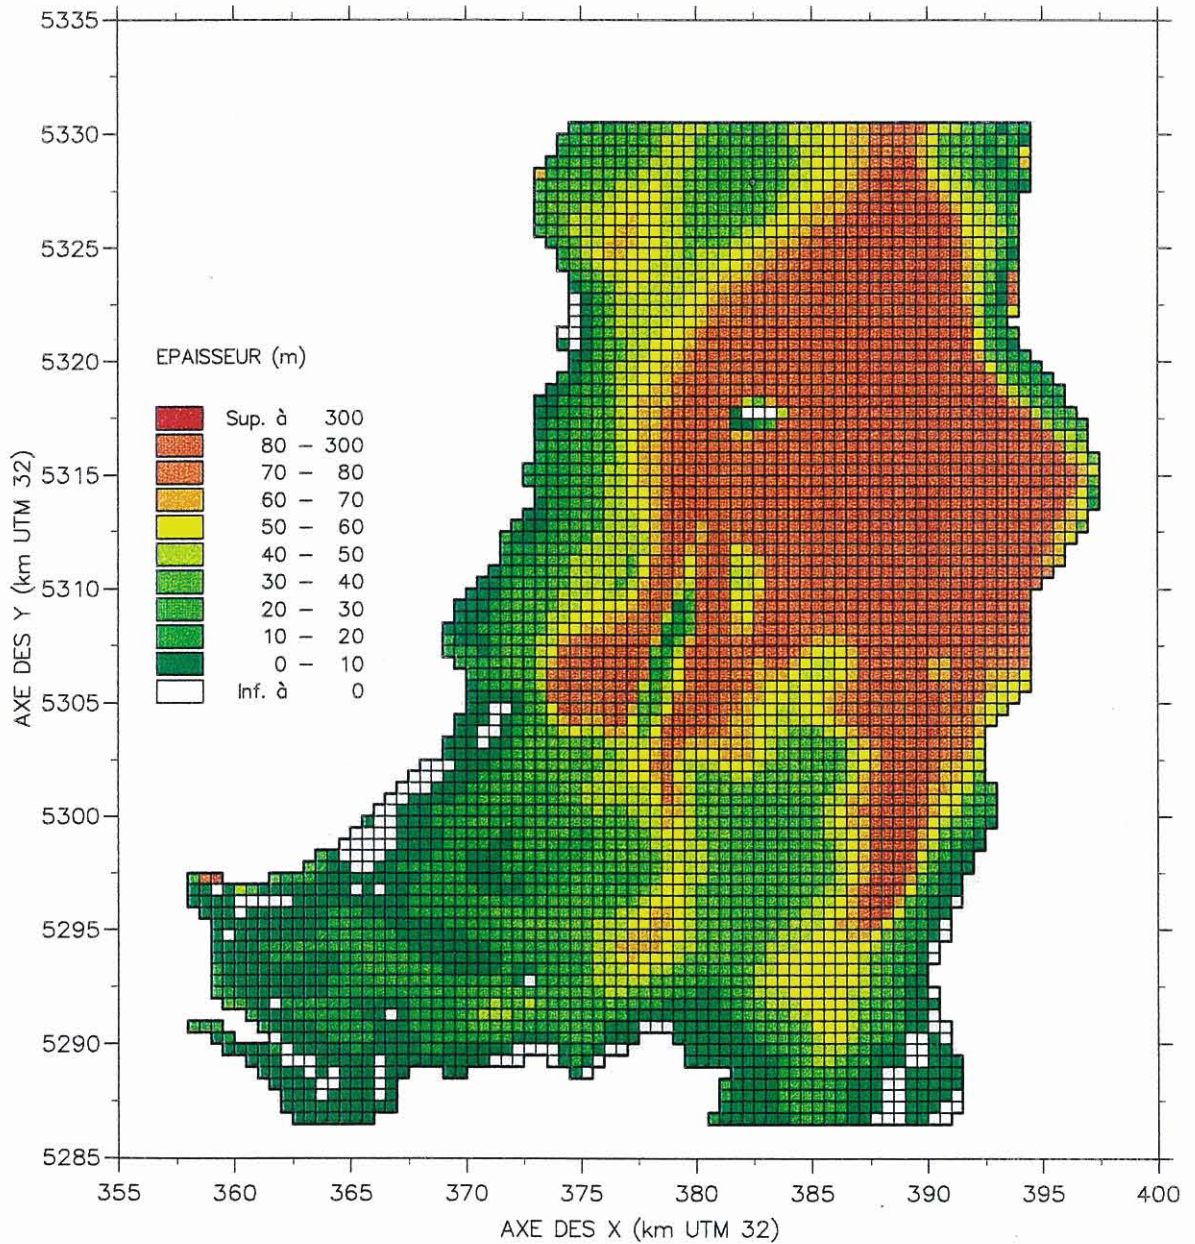 5335
5330
5325
5320
5315
5310
5305
5300
5295
5290
5285
AXE DES Y (km UTM 32)
EPAISSEUR (m)
Sup. à 300
80 – 300
70 – 80
60 – 70
50 – 60
40 – 50
30 – 40
20 – 30
10 – 20
0 – 10
Inf. à 0
355 360 365 370 375 380 385 390 395 400
AXE DES X (km UTM 32)